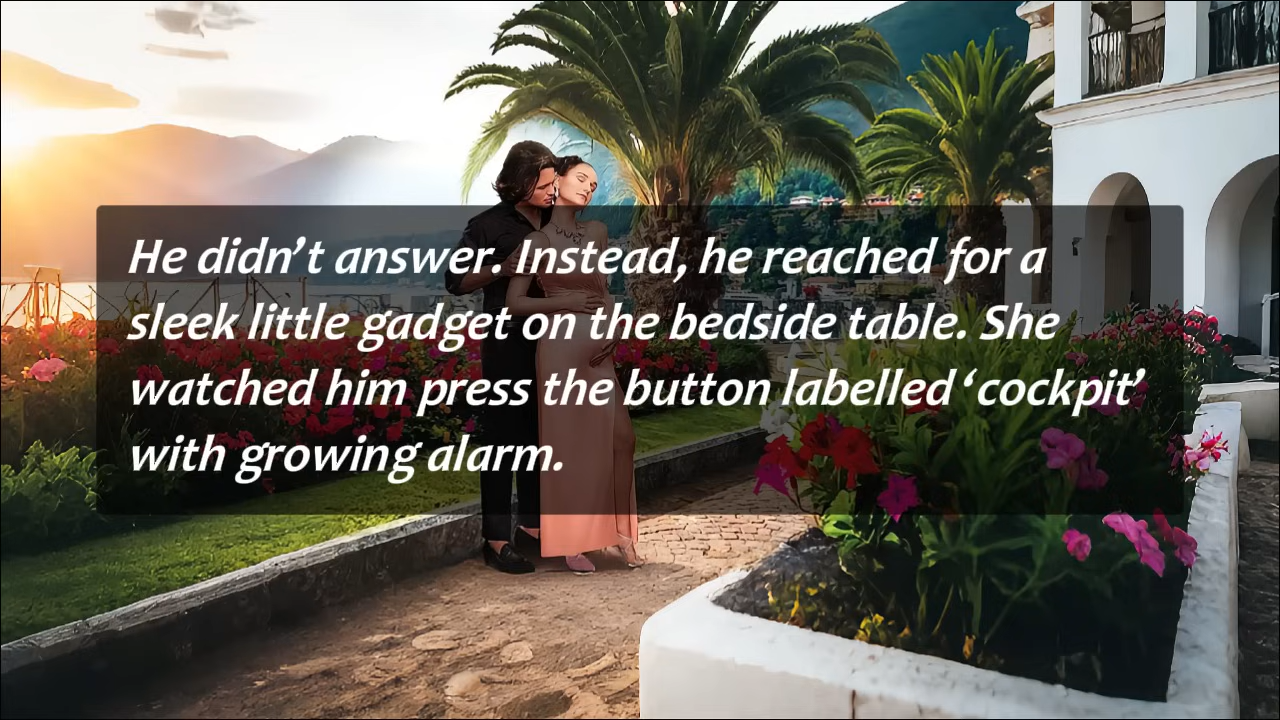 He didn’t answer. Instead, he reached for a
sleek little gadget on the bedside table. She
watched him press the button labelled ‘cockpit’
with growing alarm.